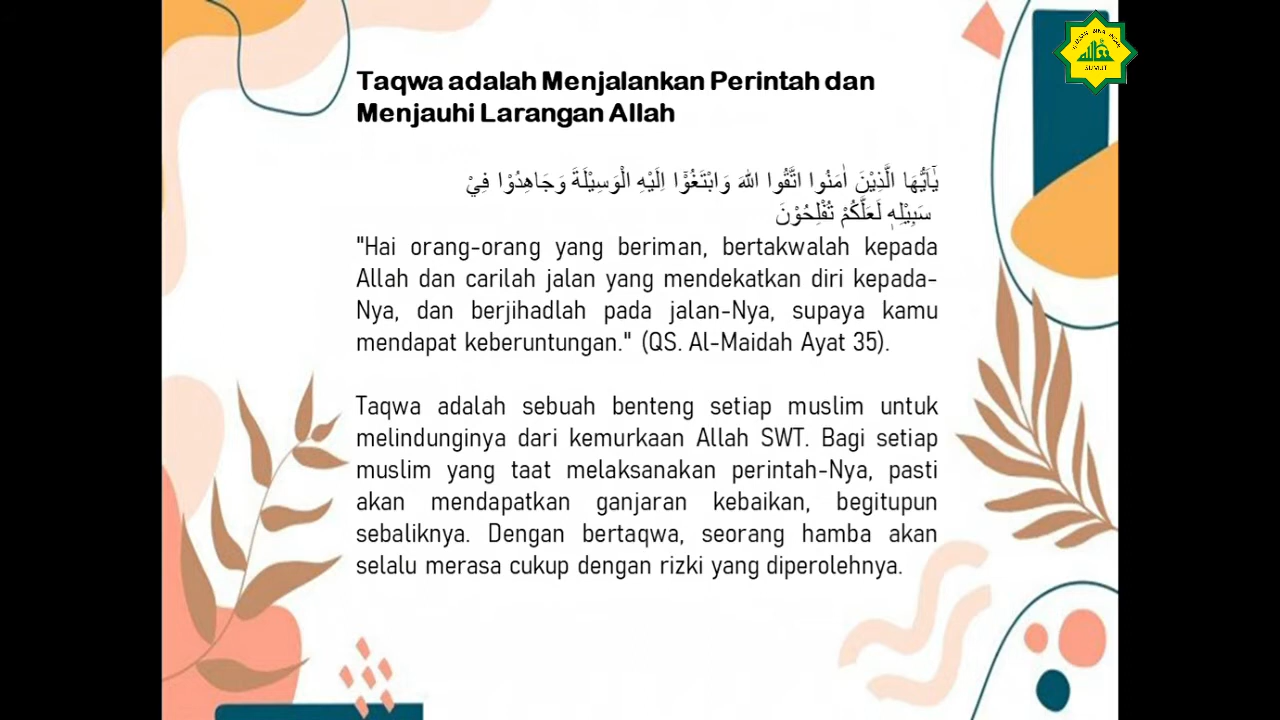 Taqwa adalah Menjalankan Perintah dan
Menjauhi Larangan Allah
يٰٓاَيُّهَا الَّذِيْنَ اٰمَنُوا اتَّقُوا اللّٰهَ وَابْتَغُوْٓا اِلَيْهِ الْوَسِيْلَةَ وَجَاهِدُوْا فِيْ
سَبِيْلِهٖ لَعَلَّكُمْ تُفْلِحُوْنَ
"Hai orang-orang yang beriman, bertakwalah kepada
Allah dan carilah jalan yang mendekatkan diri kepada-
Nya, dan berjihadlah pada jalan-Nya, supaya kamu
mendapat keberuntungan." (QS. Al-Maidah Ayat 35).
Taqwa adalah sebuah benteng setiap muslim untuk
melindunginya dari kemurkaan Allah SWT. Bagi setiap
muslim yang taat melaksanakan perintah-Nya, pasti
akan mendapatkan ganjaran kebaikan, begitupun
sebaliknya. Dengan bertaqwa, seorang hamba akan
selalu merasa cukup dengan rizki yang diperolehnya.
SUMUT